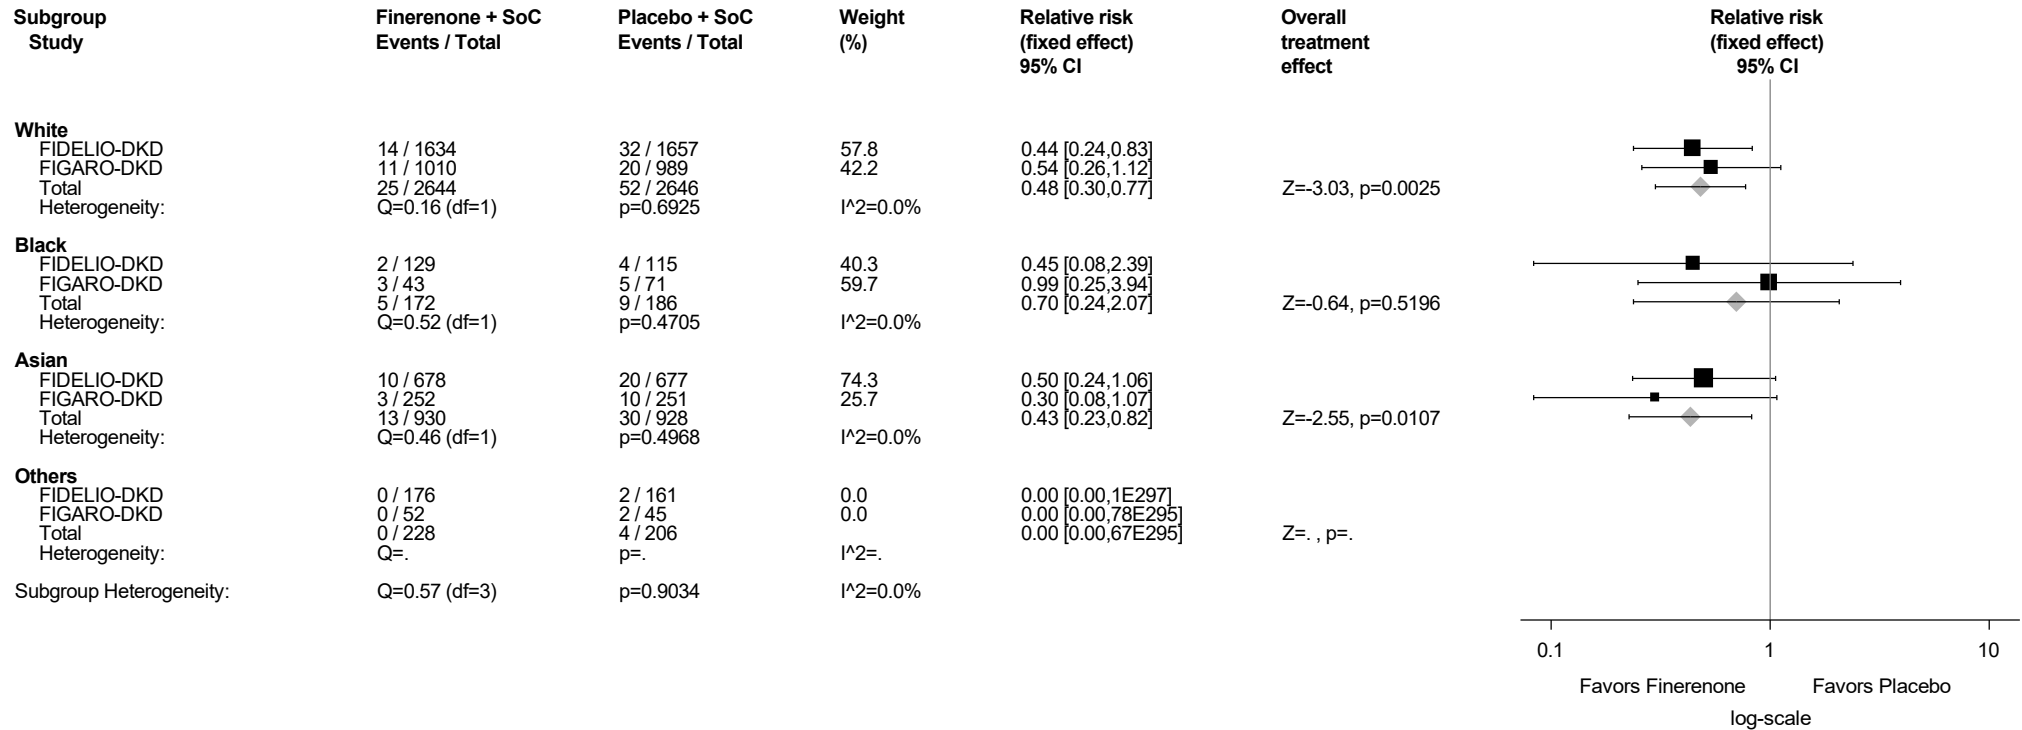 Subgroup Finerenone + SoC Placebo + SoC Weight Relative risk Overall Relative risk
Study Events / Total Events / Total (%) (fixed effect) treatment (fixed effect)
95% CI effect 95% CI
White
FIDELIO-DKD 14 / 1634 32 / 1657 57.8 0.44 [0.24,0.83]
FIGARO-DKD 11 / 1010 20 / 989 42.2 0.54 [0.26,1.12]
Total 25 / 2644 52 / 2646 0.48 [0.30,0.77] Z=-3.03, p=0.0025
Heterogeneity: Q=0.16 (df=1) p=0.6925 I^2=0.0%
Black
FIDELIO-DKD 2 / 129 4 / 115 40.3 0.45 [0.08,2.39]
FIGARO-DKD 3 / 43 5 / 71 59.7 0.99 [0.25,3.94]
Total 5 / 172 9 / 186 0.70 [0.24,2.07] Z=-0.64, p=0.5196
Heterogeneity: Q=0.52 (df=1) p=0.4705 I^2=0.0%
Asian
FIDELIO-DKD 10 / 678 20 / 677 74.3 0.50 [0.24,1.06]
FIGARO-DKD 3 / 252 10 / 251 25.7 0.30 [0.08,1.07]
Total 13 / 930 30 / 928 0.43 [0.23,0.82] Z=-2.55, p=0.0107
Heterogeneity: Q=0.46 (df=1) p=0.4968 I^2=0.0%
Others
FIDELIO-DKD 0 / 176 2 / 161 0.0 0.00 [0.00,1E297]
FIGARO-DKD 0 / 52 2 / 45 0.0 0.00 [0.00,78E295]
Total 0 / 228 4 / 206 0.00 [0.00,67E295] Z=. , p=.
Heterogeneity: Q=. p=. I^2=.
Subgroup Heterogeneity: Q=0.57 (df=3) p=0.9034 I^2=0.0%
0.1 1 10
Favors Finerenone Favors Placebo
log-scale